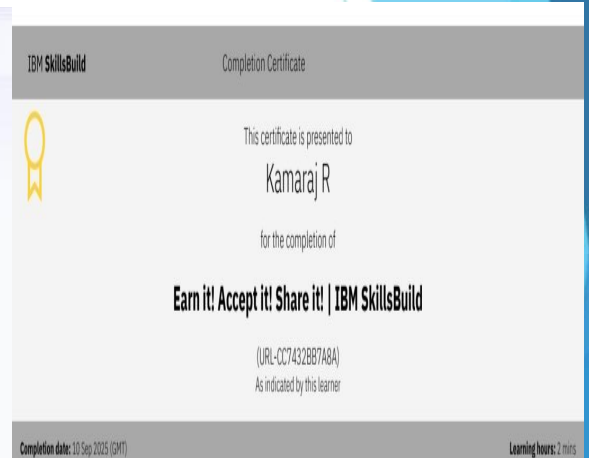 IBM SkillsBuild
Completion Certificate
This certificate is presented to
Kamaraj R
for the completion of
Earn it! Accept it! Share it! | IBM SkillsBuild
(URL-CC7432BB7A8A)
As indicated by this learner
Completion date: 10 Sep 2025 (GMT)
Learning hours: 2 mins